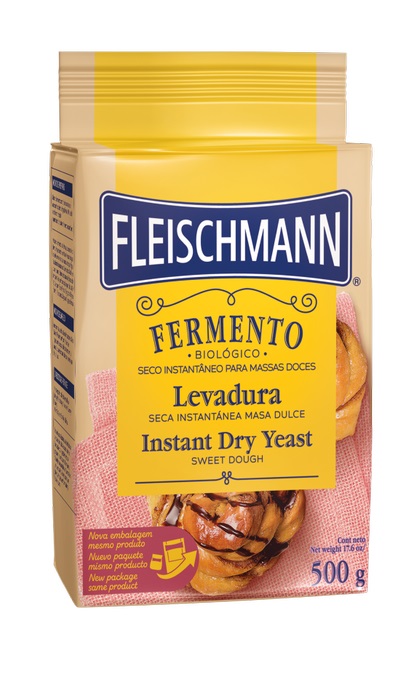 FLEISCHMANN
®
FERMENTO
• BIOLÓGICO •
SECO INSTANTÂNEO PARA MASSAS DOCES
Levadura
SECA INSTANTÁNEA MASA DULCE
Instant Dry Yeast
SWEET DOUGH
Nova embalagem
mesmo produto
Nuevo paquete
mismo producto
New package
same product
Cont neto
Net weight 17.6 oz/
500 g